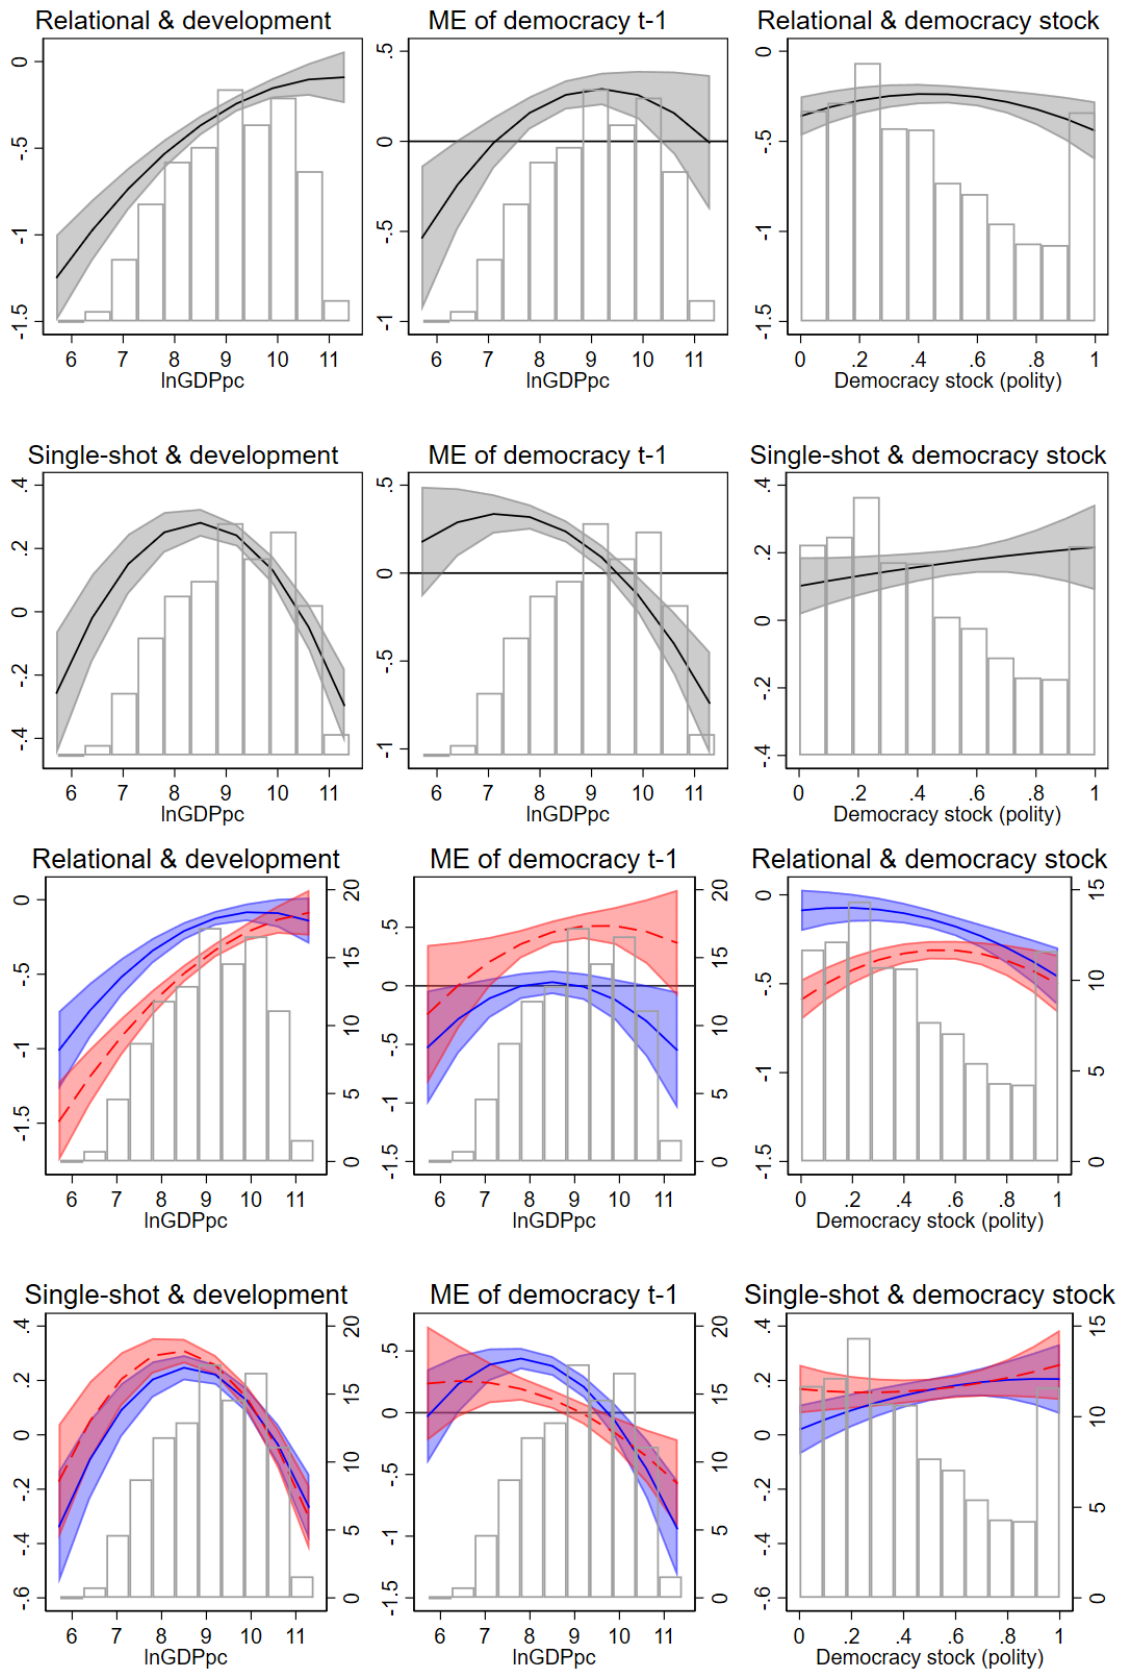 Relational & development ME of democracy t-1 Relational & democracy stock
0 -.5 -1 -1.5 .5 0 -.5 -1 0 -.5 -1 -1.5
6 7 8 9 10 11 6 7 8 9 10 11 0 .2 .4 .6 .8 1
lnGDPpc lnGDPpc Democracy stock (polity)
Single-shot & development ME of democracy t-1 Single-shot & democracy stock
.4 .2 0 -.2 -.4 .5 0 -.5 -1 .4 .2 0 -.2 -.4
6 7 8 9 10 11 6 7 8 9 10 11 0 .2 .4 .6 .8 1
lnGDPpc lnGDPpc Democracy stock (polity)
Relational & development ME of democracy t-1 Relational & democracy stock
0 -.5 -1 -1.5 20 15 10 5 0 .5 0 -.5 -1 -1.5 20 15 10 5 0 0 -.5 -1 -1.5 15 10 5 0
6 7 8 9 10 11 6 7 8 9 10 11 0 .2 .4 .6 .8 1
lnGDPpc lnGDPpc Democracy stock (polity)
Single-shot & development ME of democracy t-1 Single-shot & democracy stock
.4 .2 0 -.2 -.4 -.6 20 15 10 5 0 .5 0 -.5 -1 -1.5 20 15 10 5 0 .4 .2 0 -.2 -.4 -.6 15 10 5 0
6 7 8 9 10 11 6 7 8 9 10 11 0 .2 .4 .6 .8 1
lnGDPpc lnGDPpc Democracy stock (polity)